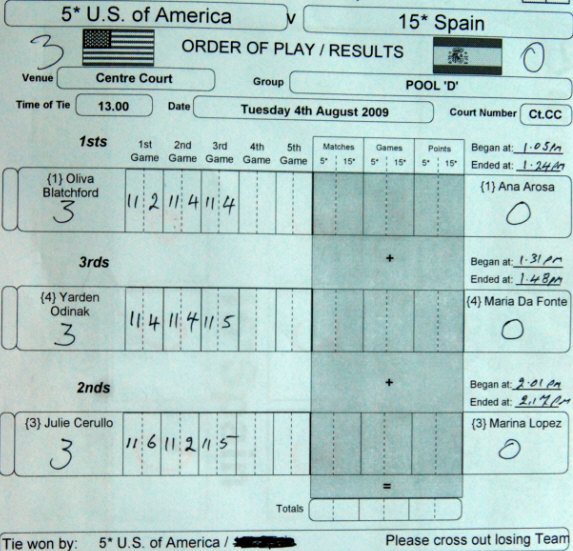 5* U.S. of America v 15* Spain
3 ORDER OF PLAY / RESULTS 0
Venue Centre Court Group POOL 'D'
Time of Tie 13.00 Date Tuesday 4th August 2009 Court Number Ct.CC
1sts 1st Game 2nd Game 3rd Game 4th Game 5th Game Matches Games Points Began at: 1.05pm
5* 15* 5* 15* 5* 15* Ended at: 1.24pm
{1} Oliva Blatchford 11 2 11 4 11 4 {1} Ana Arosa
3 0
3rds + Began at: 1.31pm
Ended at: 1.48pm
{4} Yarden Odinak 11 4 11 4 11 5 {4} Maria Da Fonte
3 0
2nds + Began at: 2.01pm
Ended at: 2.17pm
{3} Julie Cerullo 11 6 11 2 11 5 {3} Marina Lopez
3 0
=
Totals
Tie won by: 5* U.S. of America / Please cross out losing Team